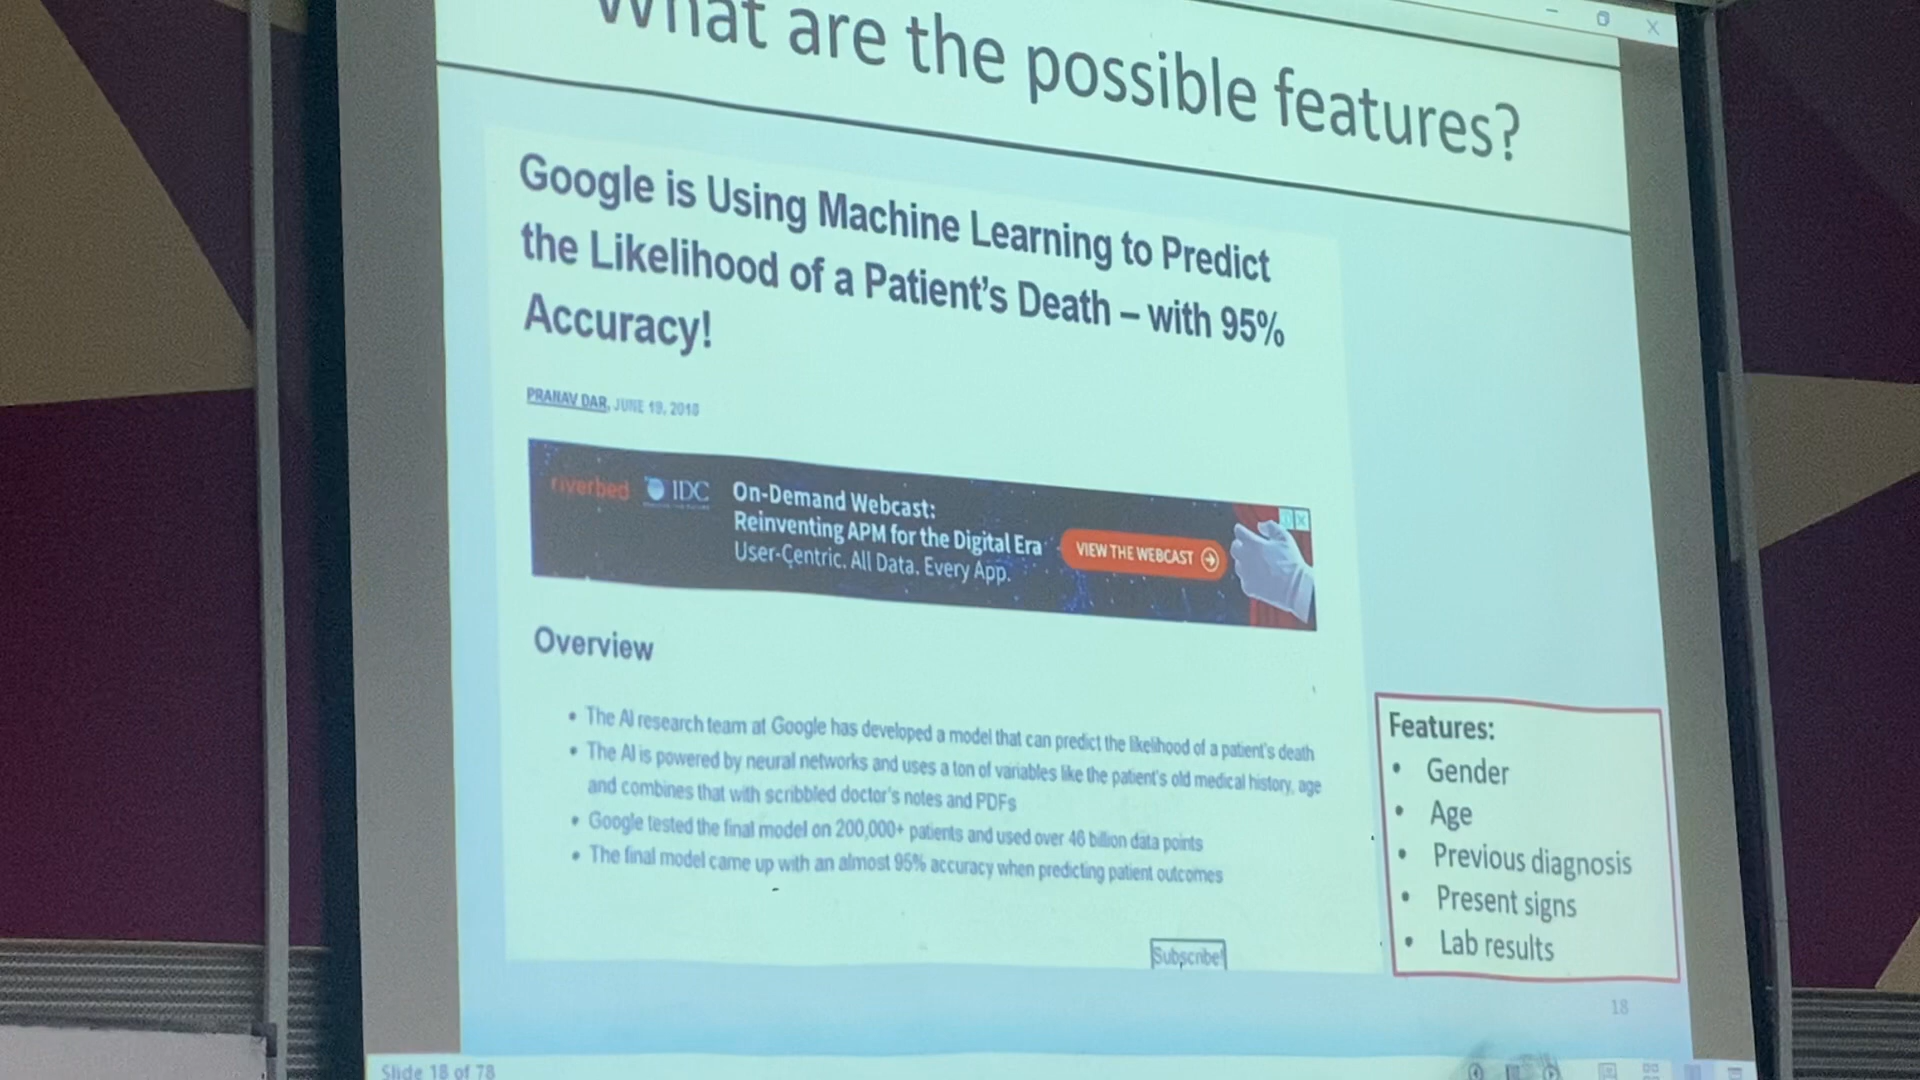 What are the possible features?
Google is Using Machine Learning to Predict
the Likelihood of a Patient's Death – with 95%
Accuracy!
PRANAV DAR, JUNE 19, 2018
riverbed IDC
On-Demand Webcast:
Reinventing APM for the Digital Era
User-Centric. All Data. Every App.
VIEW THE WEBCAST
Overview
• The AI research team at Google has developed a model that can predict the likelihood of a patient's death
• The AI is powered by neural networks and uses a ton of variables like the patient's old medical history, age
and combines that with scribbled doctor's notes and PDFs
• Google tested the final model on 200,000+ patients and used over 46 billion data points
• The final model came up with an almost 95% accuracy when predicting patient outcomes
Subscribe!
Features:
• Gender
• Age
• Previous diagnosis
• Present signs
• Lab results
18
Slide 18 of 78